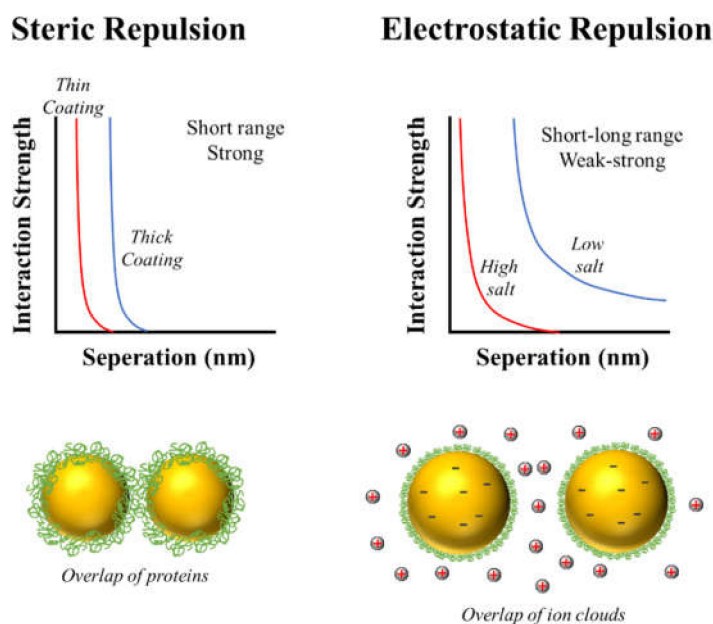 Steric Repulsion
Thin
Coating
Short range
Strong
Thick
Coating
Interaction Strength
Seperation (nm)
Overlap of proteins
Electrostatic Repulsion
Short-long range
Weak-strong
Low
salt
High
salt
Interaction Strength
Seperation (nm)
Overlap of ion clouds